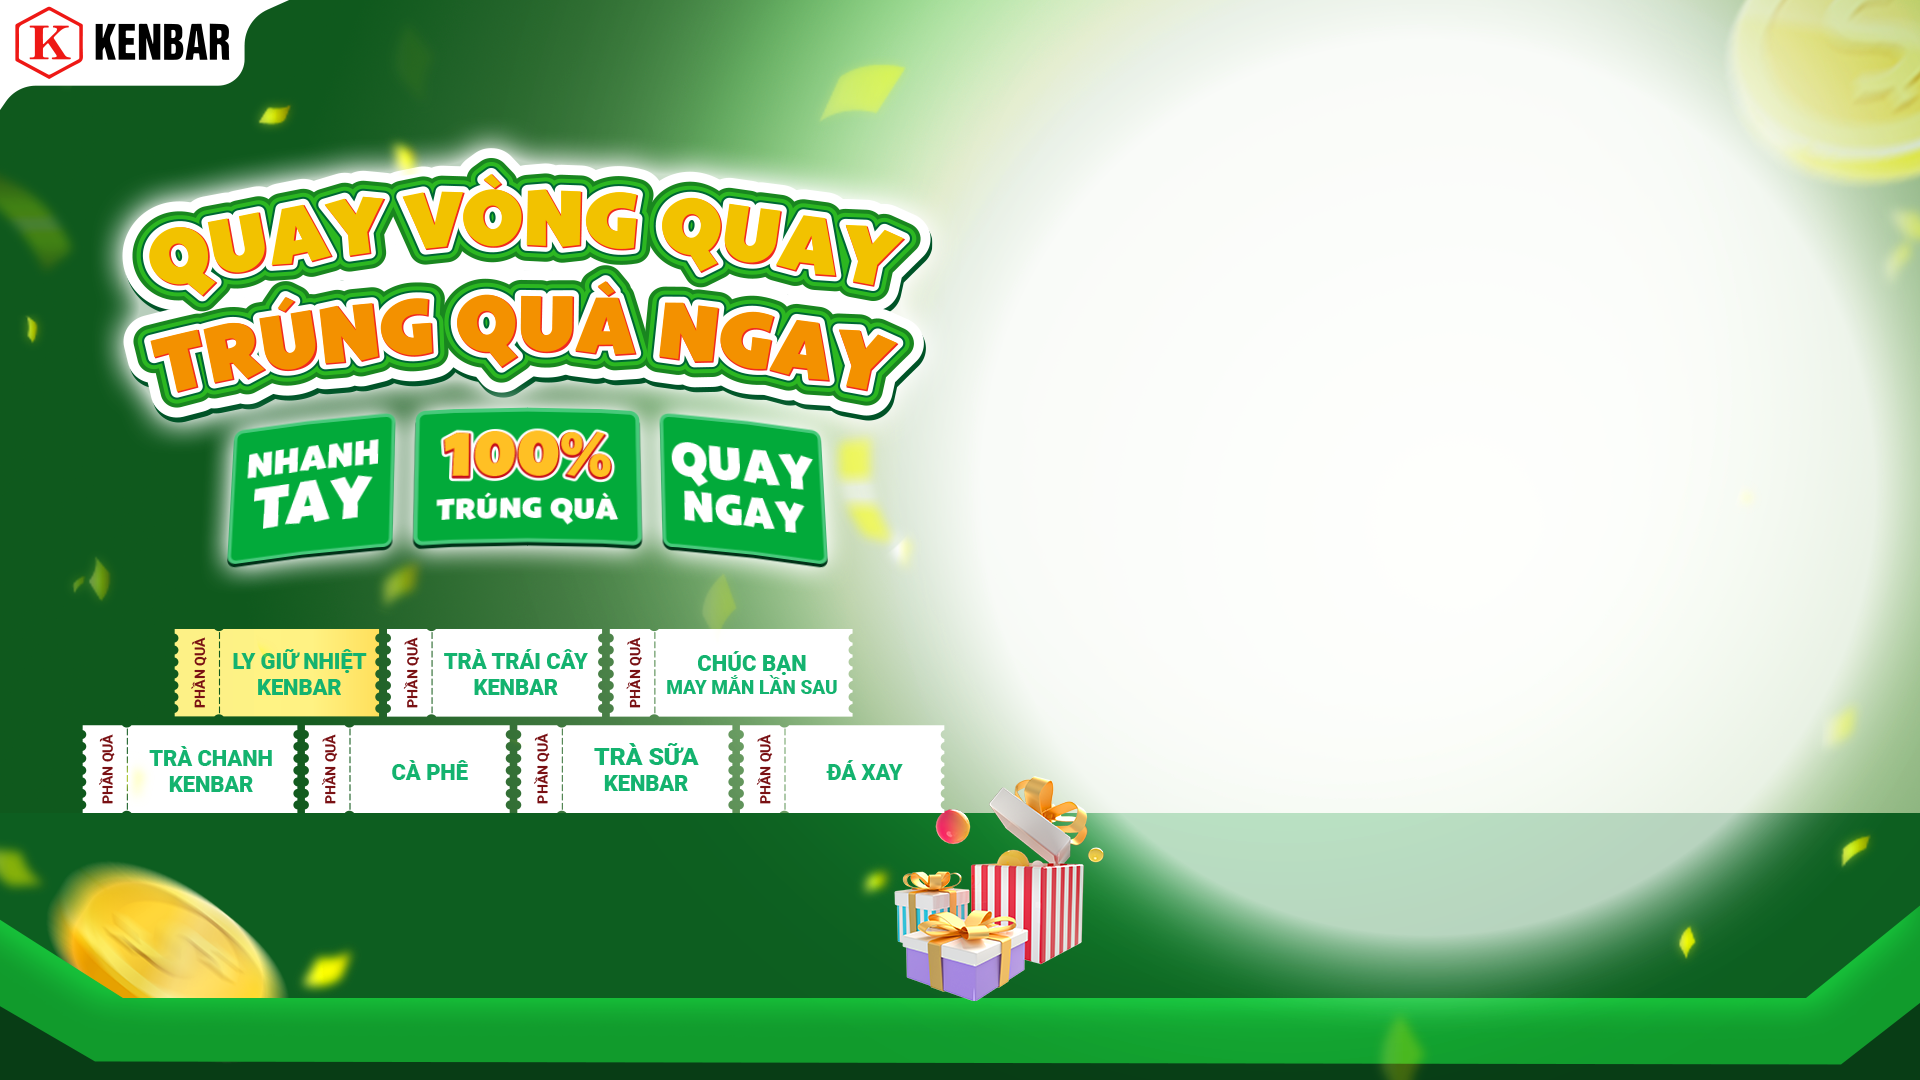 K KENBAR
QUAY VÒNG QUAY
TRÚNG QUÀ NGAY
NHANH
TAY
100%
TRÚNG QUÀ
QUAY
NGAY
PHẦN QUÀ
LY GIỮ NHIỆT
KENBAR
PHẦN QUÀ
TRÀ TRÁI CÂY
KENBAR
PHẦN QUÀ
CHÚC BẠN
MAY MẮN LẦN SAU
PHẦN QUÀ
TRÀ CHANH
KENBAR
PHẦN QUÀ
CÀ PHÊ
PHẦN QUÀ
TRÀ SỮA
KENBAR
PHẦN QUÀ
ĐÁ XAY